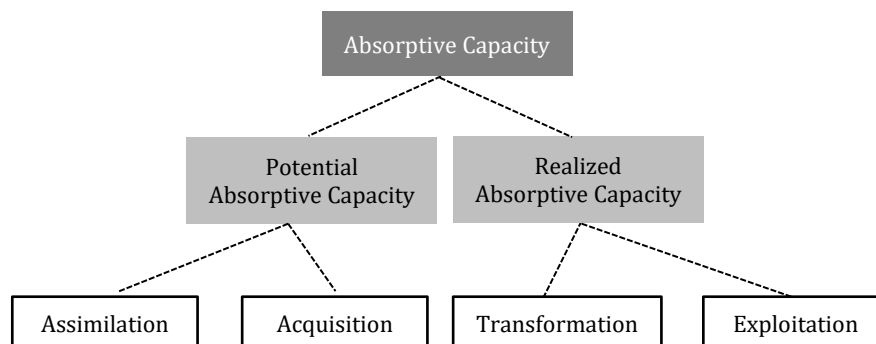 Absorptive Capacity
Potential
Absorptive Capacity
Realized
Absorptive Capacity
Assimilation
Acquisition
Transformation
Exploitation